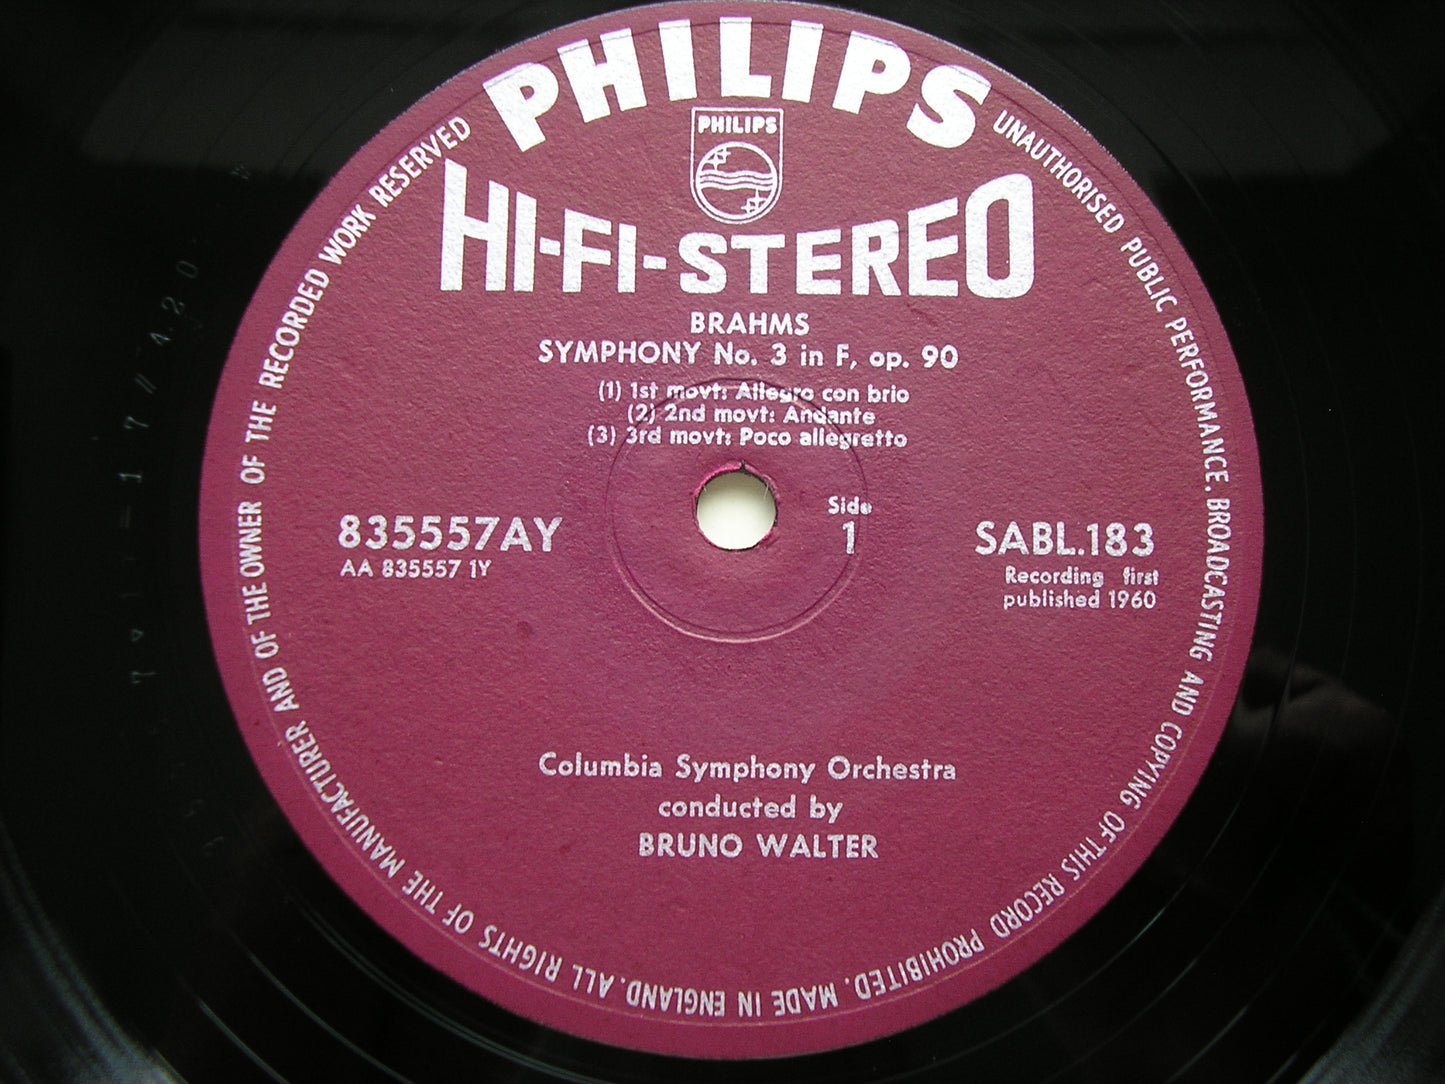 PHILIPS
PHILIPS
HI-FI-STEREO
BRAHMS
SYMPHONY No. 3 in F, op. 90
(1) 1st movt: Allegro con brio
(2) 2nd movt: Andante
(3) 3rd movt: Poco allegretto
Side
1
835557AY
AA 835557 1Y
SABL.183
Recording first
published 1960
Columbia Symphony Orchestra
conducted by
BRUNO WALTER
ALL RIGHTS OF THE MANUFACTURER AND OF THE OWNER OF THE RECORDED WORK RESERVED
UNAUTHORISED PUBLIC PERFORMANCE, BROADCASTING AND COPYING OF THIS RECORD PROHIBITED. MADE IN ENGLAND.